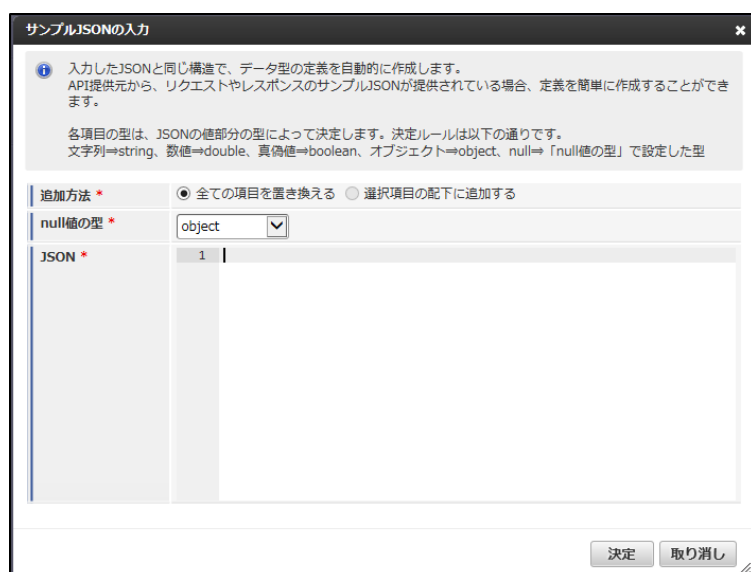 サンプルJSONの入力
入力したJSONと同じ構造で、データ型の定義を自動的に作成します。
API提供元から、リクエストやレスポンスのサンプルJSONが提供されている場合、定義を簡単に作成することができ
ます。
各項目の型は、JSONの値部分の型によって決定します。決定ルールは以下の通りです。
文字列⇒string、数値⇒double、真偽値⇒boolean、オブジェクト⇒object、null⇒「null値の型」で設定した型
追加方法 * 全ての項目を置き換える 選択項目の配下に追加する
null値の型 * object
JSON * 1
決定 取り消し